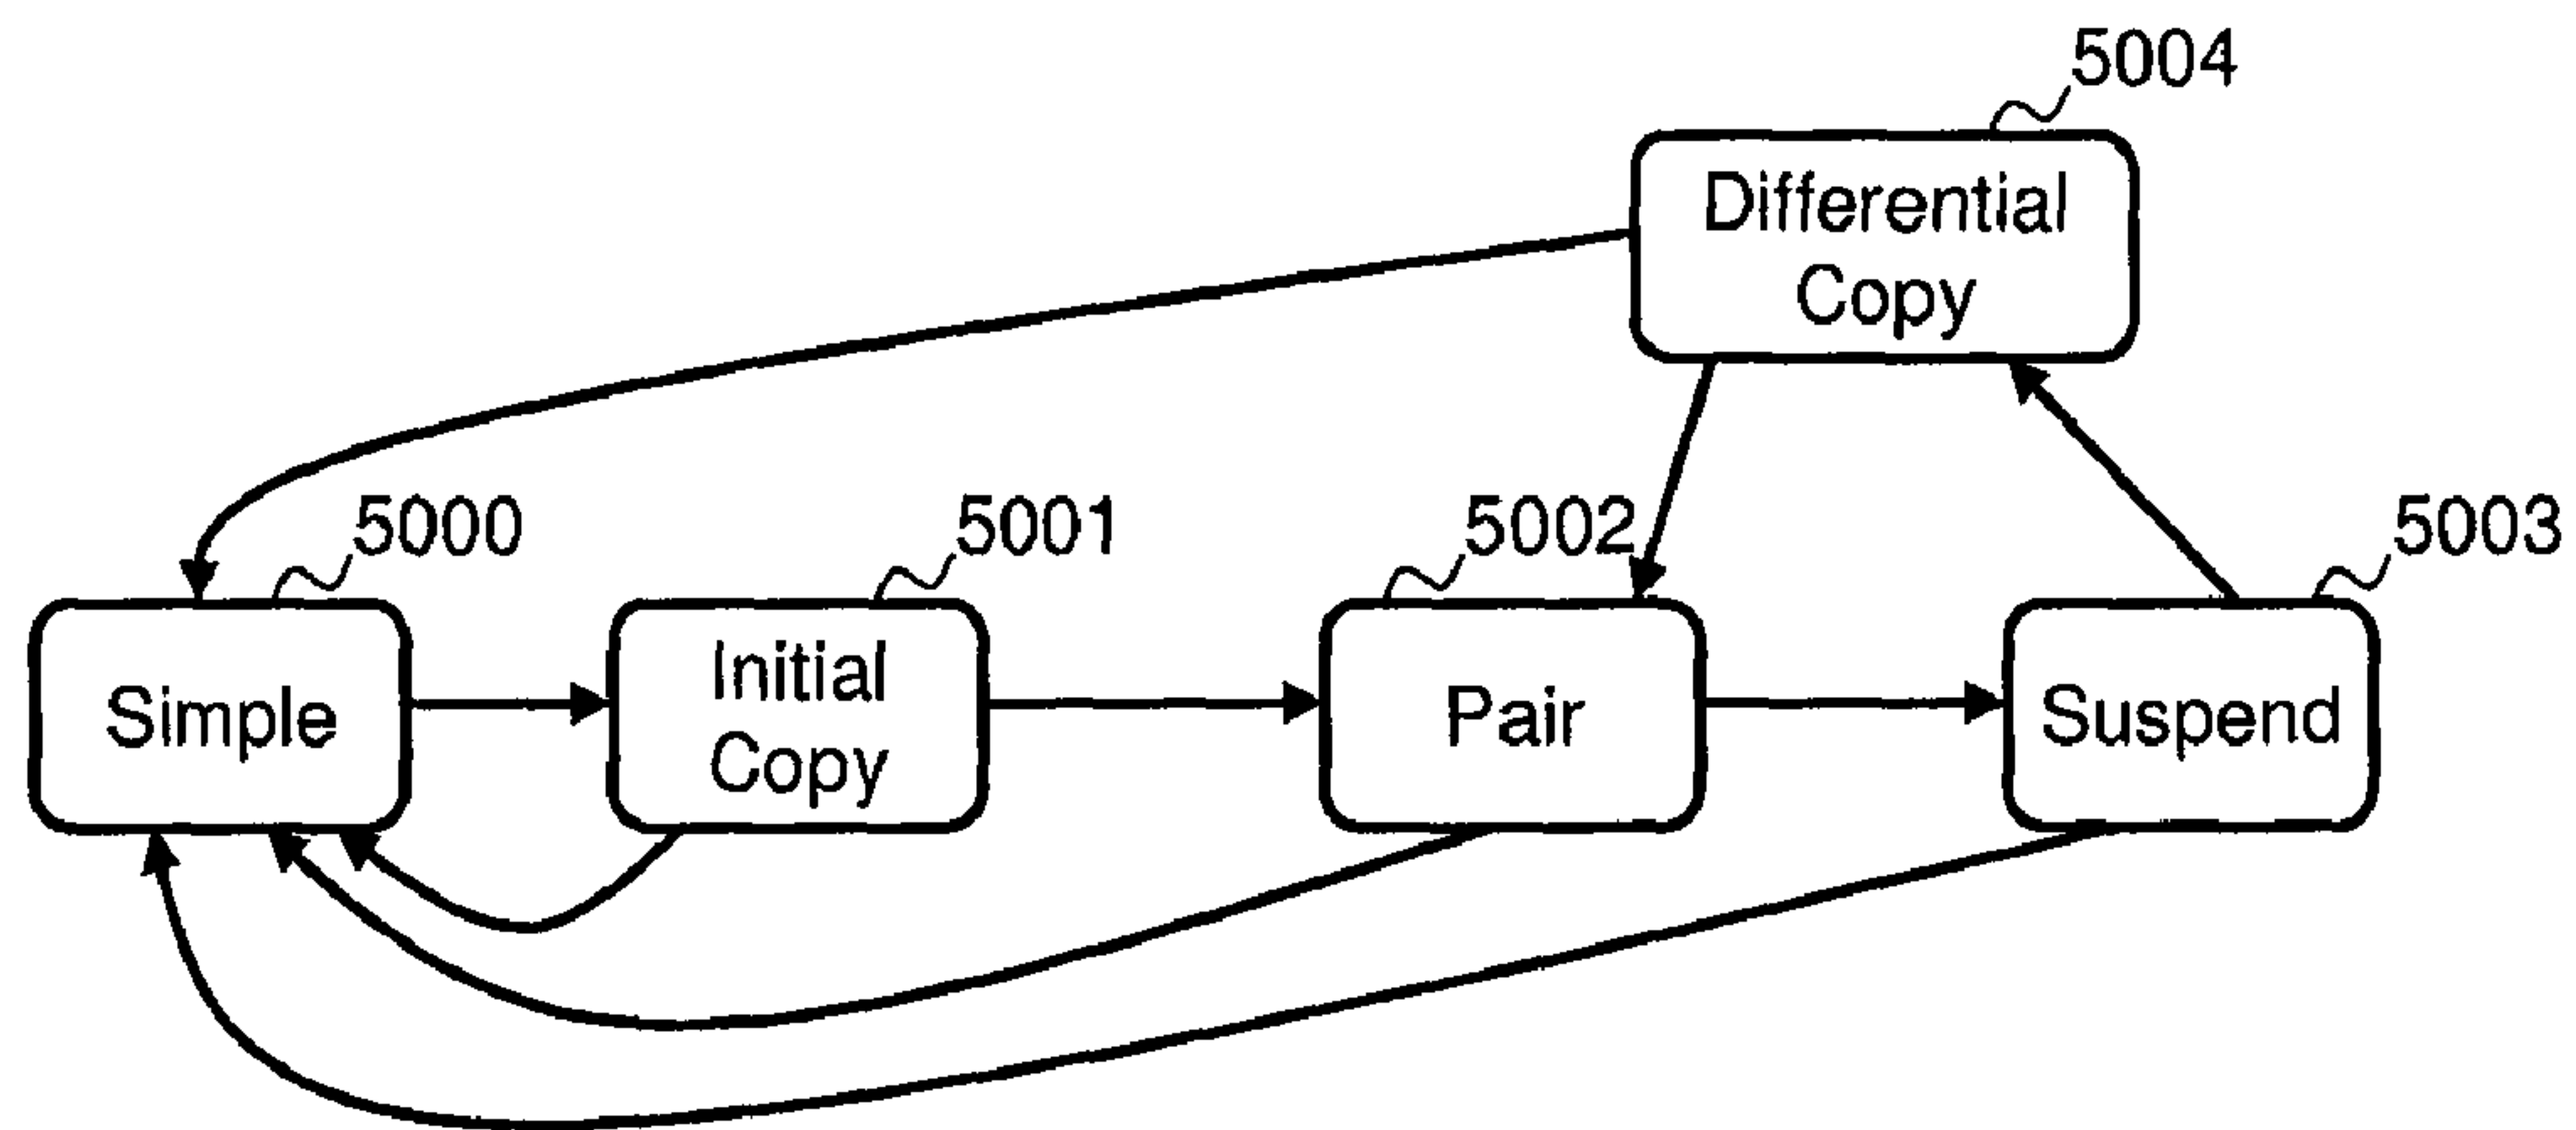 5004
Differential
Copy
5000
5001
5002
5003
Simple
Initial
Copy
Pair
Suspend